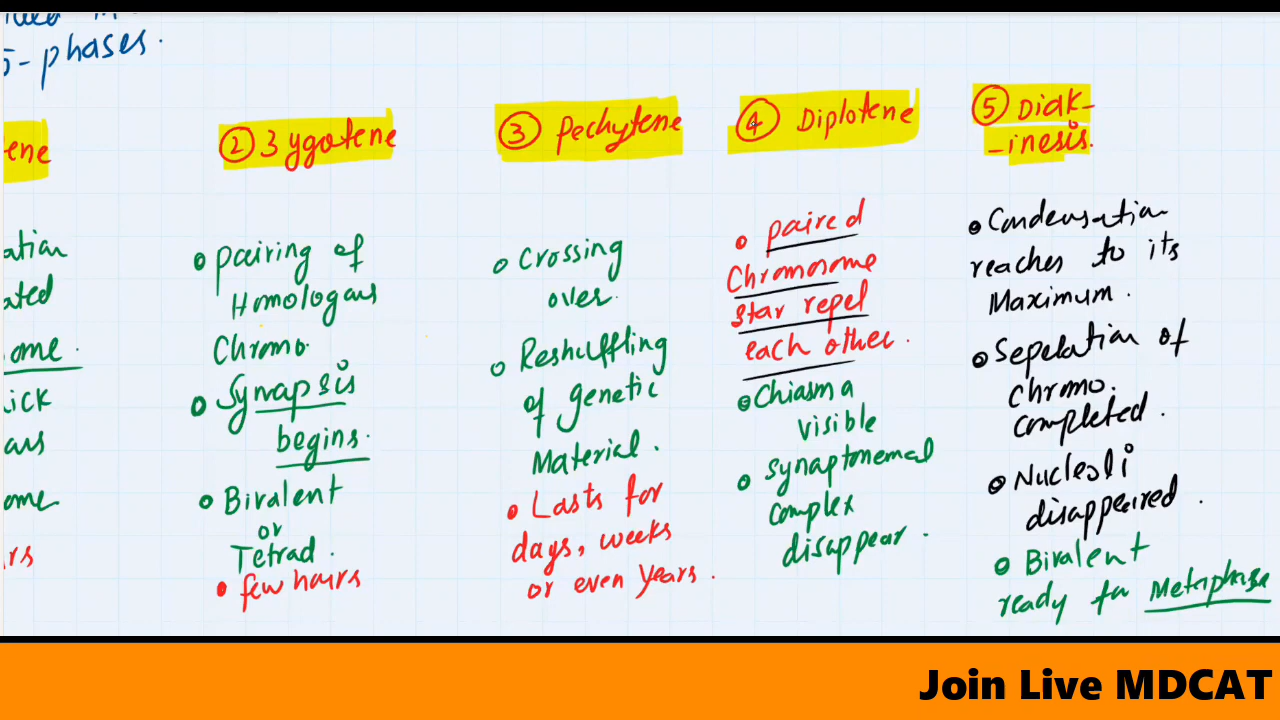 5-phases.
ene
ation
ated
ome.
ick
ars
ome
rs
② Zygotene
• pairing of
Homologous
Chromo.
• Synapsis
begins.
• Bivalent
or
Tetrad.
• few hours
③ Pechytene
• Crossing
over.
• Reshuffling
of genetic
Material.
• Lasts for
days, weeks
or even years.
④ Diplotene
• paired
Chromosome
star repel
each other.
• Chiasma
visible
• Synaptonemal
complex
disappear.
⑤ Diak-
-inesis.
• Condensation
reaches to its
Maximum.
• Sepelation of
chromo.
completed.
• Nucleoli
disappeared.
• Bivalent
ready for Metaphase
Join Live MDCAT